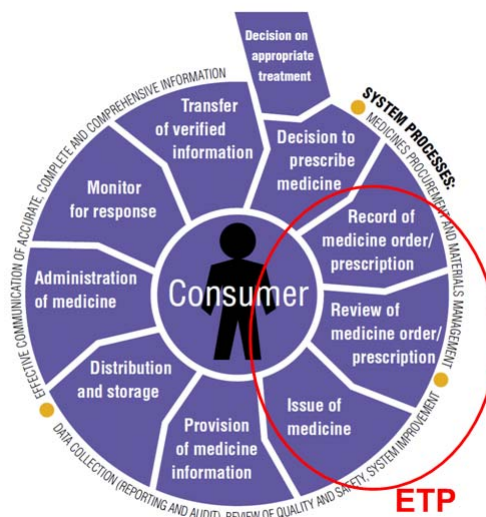 Decision on
appropriate
treatment
Decision to
prescribe
medicine
Record of
medicine order/
prescription
Review of
medicine order/
prescription
Issue of
medicine
Provision
of medicine
information
Distribution
and storage
Administration
of medicine
Monitor
for response
Transfer
of verified
information
Consumer
SYSTEM PROCESSES:
MEDICINES PROCUREMENT AND MATERIALS MANAGEMENT
DATA COLLECTION (REPORTING AND AUDIT), REVIEW OF QUALITY AND SAFETY, SYSTEM IMPROVEMENT
EFFECTIVE COMMUNICATION OF ACCURATE, COMPLETE AND COMPREHENSIVE INFORMATION
ETP